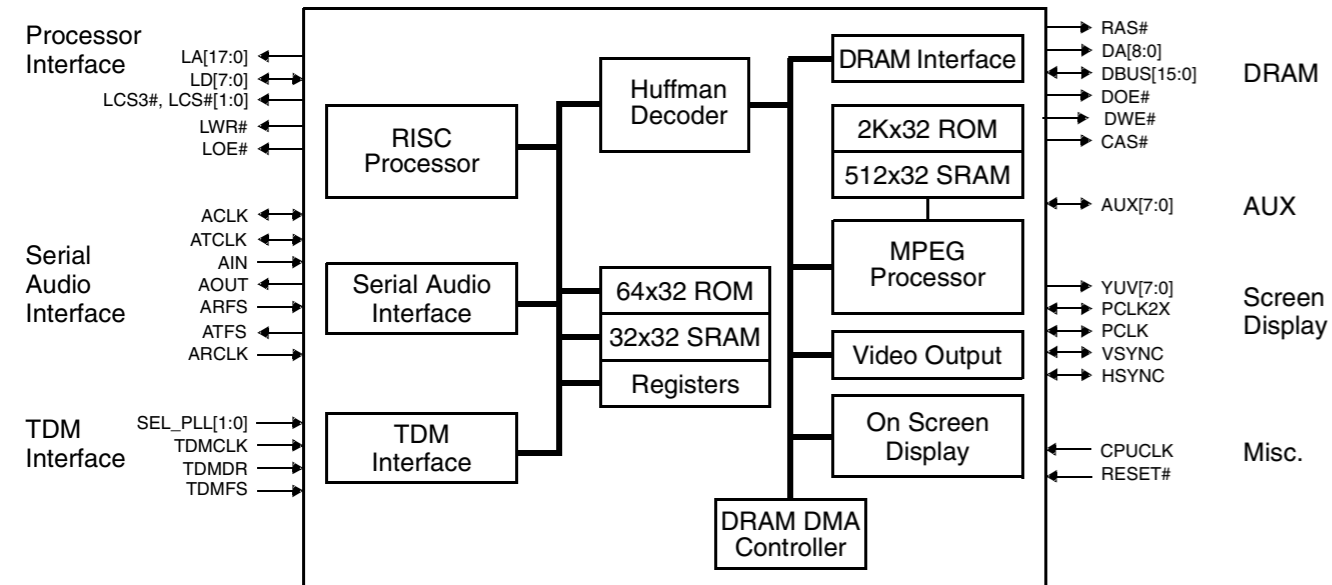 Processor
Interface
LA[17:0]
LD[7:0]
LCS3#, LCS#[1:0]
LWR#
LOE#
Serial
Audio
Interface
ACLK
ATCLK
AIN
AOUT
ARFS
ATFS
ARCLK
TDM
Interface
SEL_PLL[1:0]
TDMCLK
TDMDR
TDMFS
RISC
Processor
Serial Audio
Interface
TDM
Interface
Huffman
Decoder
64x32 ROM
32x32 SRAM
Registers
DRAM Interface
2Kx32 ROM
512x32 SRAM
MPEG
Processor
Video Output
On Screen
Display
DRAM DMA
Controller
RAS#
DA[8:0]
DBUS[15:0]
DOE#
DWE#
CAS#
DRAM
AUX[7:0]
AUX
YUV[7:0]
PCLK2X
PCLK
VSYNC
HSYNC
Screen
Display
CPUCLK
RESET#
Misc.